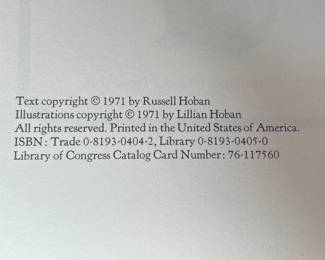 Text copyright © 1971 by Russell Hoban
Illustrations copyright © 1971 by Lillian Hoban
All rights reserved. Printed in the United States of America.
ISBN: Trade 0-8193-0404-2, Library 0-8193-0405-0
Library of Congress Catalog Card Number: 76-117560